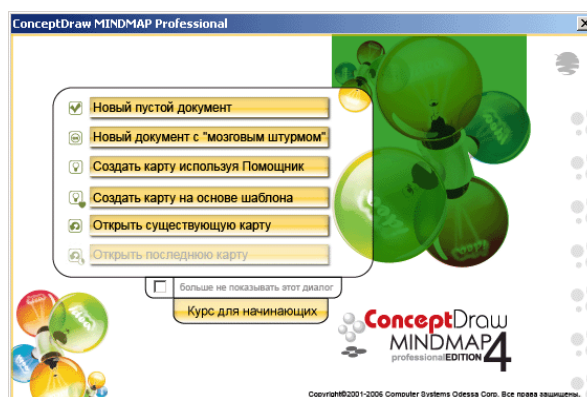 ConceptDraw MINDMAP Professional
Новый пустой документ
Новый документ с "мозговым штурмом"
Создать карту используя Помощник
Создать карту на основе шаблона
Открыть существующую карту
Открыть последнюю карту
больше не показывать этот диалог
Курс для начинающих
ConceptDraw
MINDMAP 4
professional EDITION
Copyright©2001-2006 Computer Systems Odessa Corp. Все права защищены.